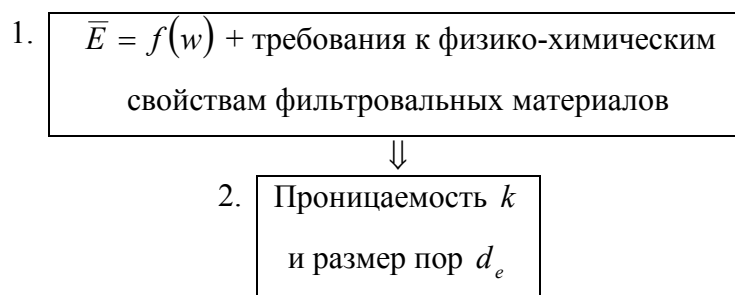 1. E̅ = f(w) + требования к физико-химическим
свойствам фильтровальных материалов
⇓
2. Проницаемость k
и размер пор dₑ